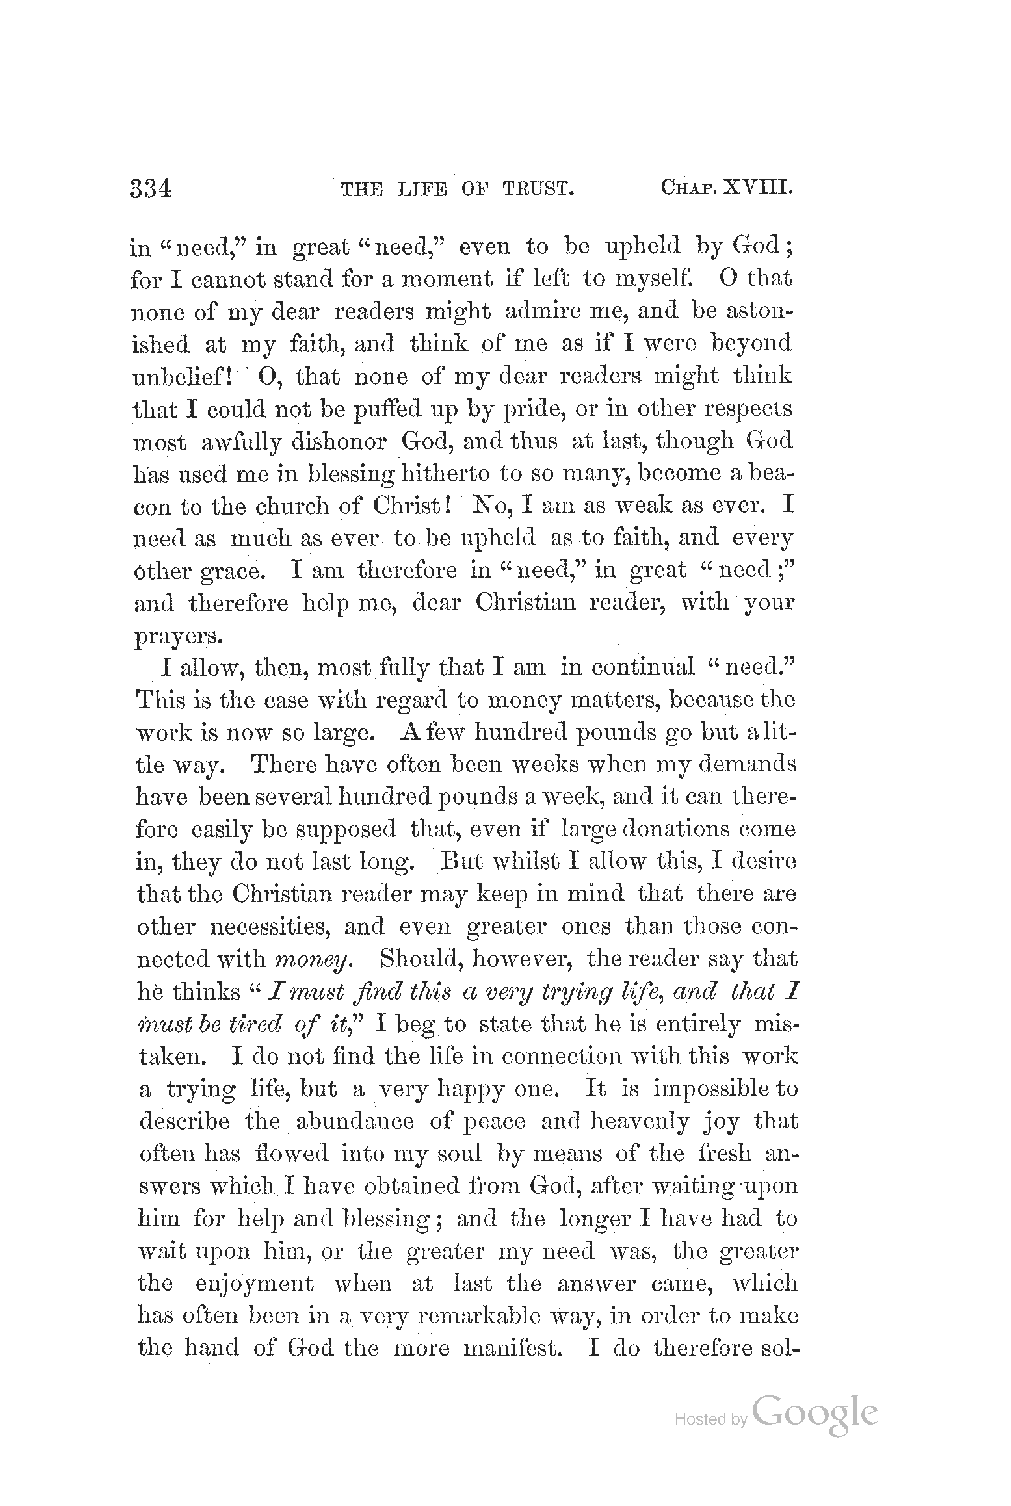 334 THE LIFE OF TRUST. CHAP. XVIII.
in “need,” in great “need,” even to be upheld by God;
for I cannot stand for a moment if left to myself. O that
none of my dear readers might admire me, and be aston-
ished at my faith, and think of me as if I were beyond
unbelief! O, that none of my dear readers might think
that I could not be puffed up by pride, or in other respects
most awfully dishonor God, and thus at last, though God
has used me in blessing hitherto to so many, become a bea-
con to the church of Christ! No, I am as weak as ever. I
need as much as ever to be upheld as to faith, and every
other grace. I am therefore in “need,” in great “need;”
and therefore help me, dear Christian reader, with your
prayers.
I allow, then, most fully that I am in continual “need.”
This is the case with regard to money matters, because the
work is now so large. A few hundred pounds go but a lit-
tle way. There have often been weeks when my demands
have been several hundred pounds a week, and it can there-
fore easily be supposed that, even if large donations come
in, they do not last long. But whilst I allow this, I desire
that the Christian reader may keep in mind that there are
other necessities, and even greater ones than those con-
nected with money. Should, however, the reader say that
he thinks “I must find this a very trying life, and that I
must be tired of it,” I beg to state that he is entirely mis-
taken. I do not find the life in connection with this work
a trying life, but a very happy one. It is impossible to
describe the abundance of peace and heavenly joy that
often has flowed into my soul by means of the fresh an-
swers which I have obtained from God, after waiting upon
him for help and blessing; and the longer I have had to
wait upon him, or the greater my need was, the greater
the enjoyment when at last the answer came, which
has often been in a very remarkable way, in order to make
the hand of God the more manifest. I do therefore sol-
Hosted by Google